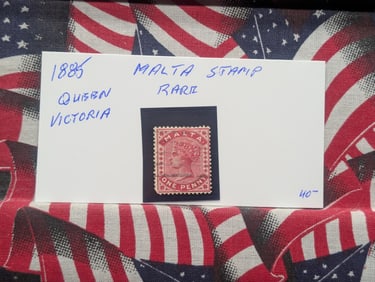 1885 MALTA STAMP
QUEEN RARE
VICTORIA
MALTA
ONE PENNY
40-